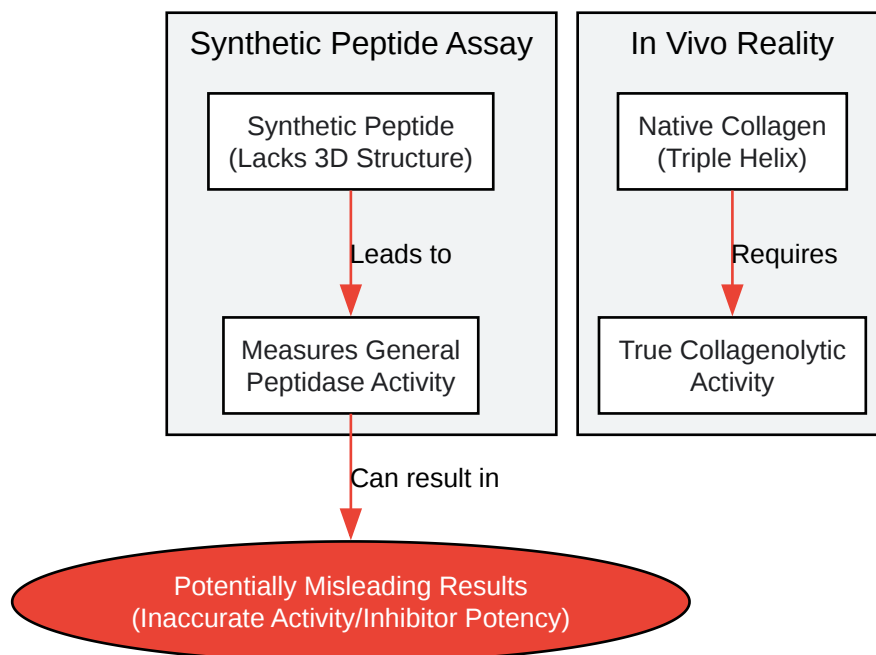 Synthetic Peptide Assay
Synthetic Peptide
(Lacks 3D Structure)
Leads to
Measures General
Peptidase Activity
Can result in
Potentially Misleading Results
(Inaccurate Activity/Inhibitor Potency)
In Vivo Reality
Native Collagen
(Triple Helix)
Requires
True Collagenolytic
Activity